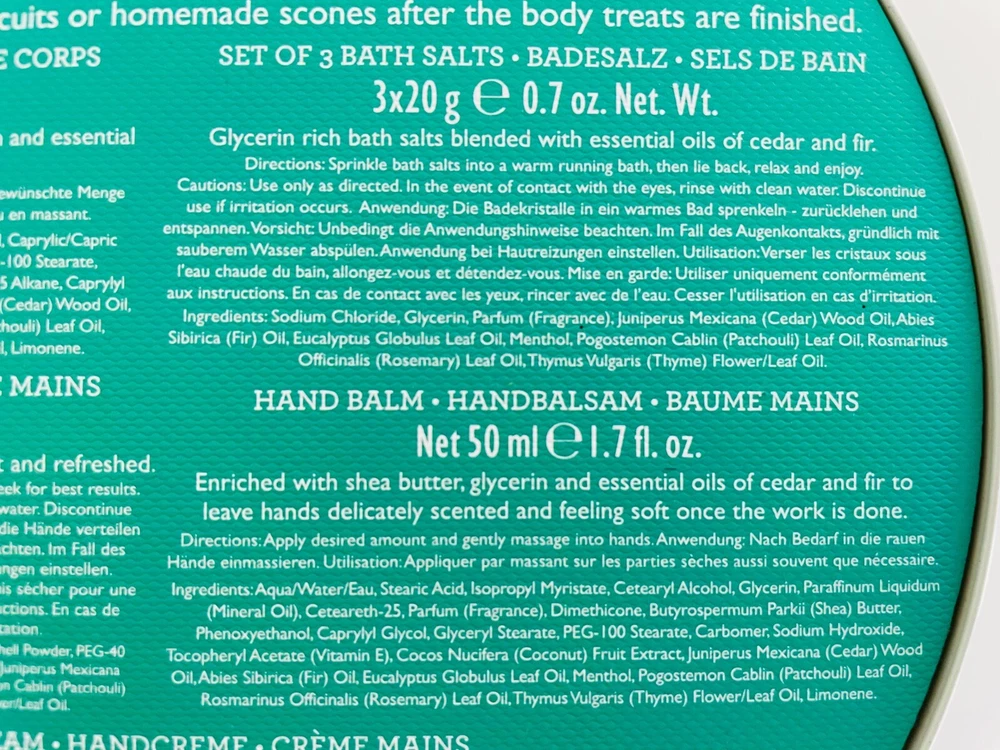 cuits or homemade scones after the body treats are finished.
E CORPS
and essential
ewünschte Menge
u en massant.
, Caprylic/Capric
-100 Stearate,
5 Alkane, Caprylyl
(Cedar) Wood Oil,
houli) Leaf Oil,
l, Limonene.
E MAINS
t and refreshed.
eek for best results.
water. Discontinue
die Hände verteilen
chten. Im Fall des
ngen einstellen.
is sécher pour une
ctions. En cas de
tation.
hell Powder, PEG-40
Juniperus Mexicana
n Cablin (Patchouli)
wer/Leaf Oil.
SET OF 3 BATH SALTS • BADESALZ • SELS DE BAIN
3x20 g ℮ 0.7 oz. Net. Wt.
Glycerin rich bath salts blended with essential oils of cedar and fir.
Directions: Sprinkle bath salts into a warm running bath, then lie back, relax and enjoy.
Cautions: Use only as directed. In the event of contact with the eyes, rinse with clean water. Discontinue
use if irritation occurs. Anwendung: Die Badekristalle in ein warmes Bad sprenkeln - zurücklehen und
entspannen. Vorsicht: Unbedingt die Anwendungshinweise beachten. Im Fall des Augenkontakts, gründlich mit
sauberem Wasser abspülen. Anwendung bei Hautreizungen einstellen. Utilisation: Verser les cristaux sous
l'eau chaude du bain, allongez-vous et détendez-vous. Mise en garde: Utiliser uniquement conformément
aux instructions. En cas de contact avec les yeux, rincer avec de l'eau. Cesser l'utilisation en cas d'irritation.
Ingredients: Sodium Chloride, Glycerin, Parfum (Fragrance), Juniperus Mexicana (Cedar) Wood Oil, Abies
Sibirica (Fir) Oil, Eucalyptus Globulus Leaf Oil, Menthol, Pogostemon Cablin (Patchouli) Leaf Oil, Rosmarinus
Officinalis (Rosemary) Leaf Oil, Thymus Vulgaris (Thyme) Flower/Leaf Oil.
HAND BALM • HANDBALSAM • BAUME MAINS
Net 50 ml ℮ 1.7 fl. oz.
Enriched with shea butter, glycerin and essential oils of cedar and fir to
leave hands delicately scented and feeling soft once the work is done.
Directions: Apply desired amount and gently massage into hands. Anwendung: Nach Bedarf in die rauen
Hände einmassieren. Utilisation: Appliquer par massant sur les parties sèches aussi souvent que nécessaire.
Ingredients: Aqua/Water/Eau, Stearic Acid, Isopropyl Myristate, Cetearyl Alcohol, Glycerin, Paraffinum Liquidum
(Mineral Oil), Ceteareth-25, Parfum (Fragrance), Dimethicone, Butyrospermum Parkii (Shea) Butter,
Phenoxyethanol, Caprylyl Glycol, Glyceryl Stearate, PEG-100 Stearate, Carbomer, Sodium Hydroxide,
Tocopheryl Acetate (Vitamin E), Cocos Nucifera (Coconut) Fruit Extract, Juniperus Mexicana (Cedar) Wood
Oil, Abies Sibirica (Fir) Oil, Eucalyptus Globulus Leaf Oil, Menthol, Pogostemon Cablin (Patchouli) Leaf Oil,
Rosmarinus Officinalis (Rosemary) Leaf Oil, Thymus Vulgaris (Thyme) Flower/Leaf Oil, Limonene.
AM • HANDCREME • CRÈME MAINS